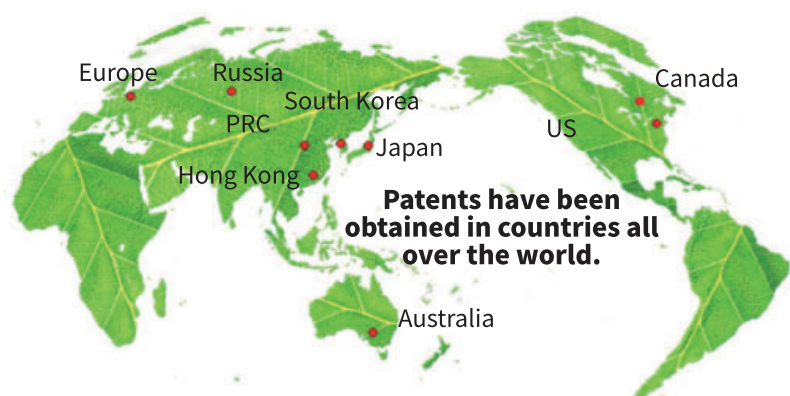 Europe
Russia
Canada
South Korea
PRC
US
Japan
Hong Kong
Patents have been
obtained in countries all
over the world.
Australia